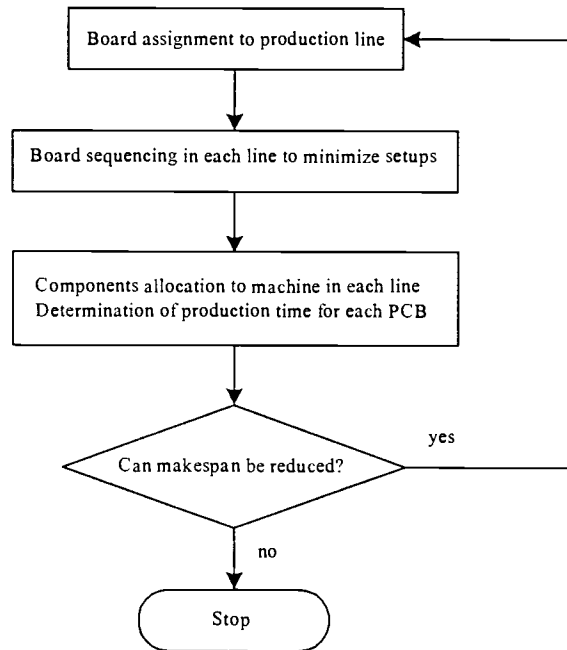 Board assignment to production line
Board sequencing in each line to minimize setups
Components allocation to machine in each line
Determination of production time for each PCB
yes
Can makespan be reduced?
no
Stop